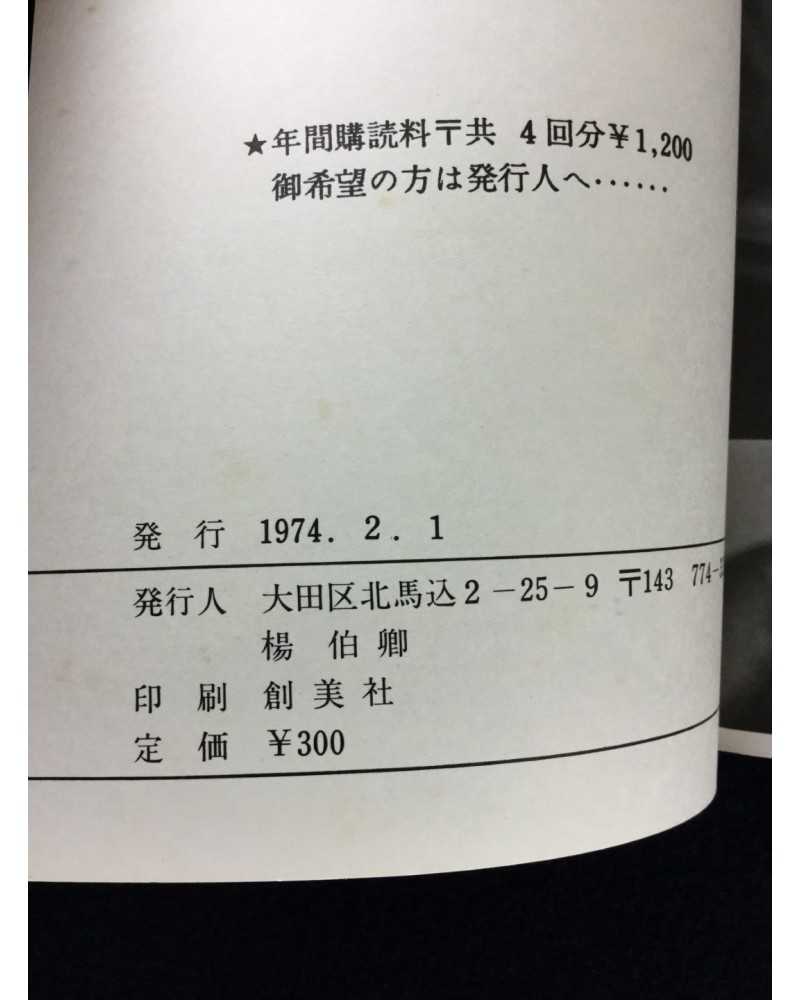 ★年間購読料〒共 4回分¥1,200
御希望の方は発行人へ‥‥‥
発 行 1974. 2. 1
発行人 大田区北馬込2-25-9 〒143 774-3
楊 伯 卿
印 刷 創 美 社
定 価 ¥300